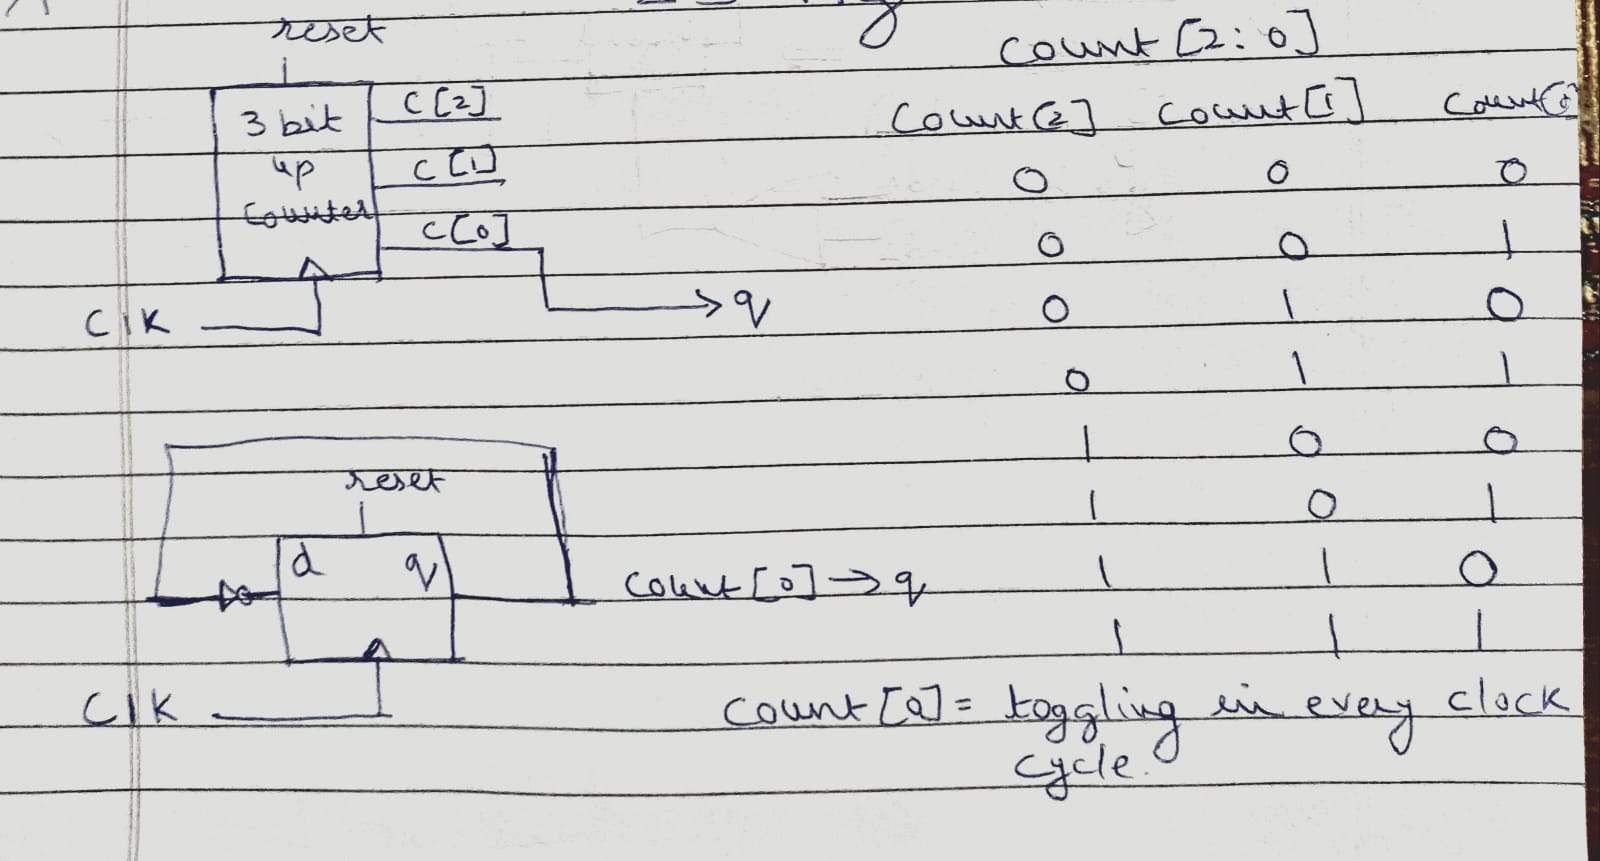 reset
3 bit
up
counter
C[2]
C[1]
C[0]
q
Clk
count [2:0]
Count[2] Count[1] Count[0]
0 0 0
0 0 1
0 1 0
0 1 1
1 0 0
1 0 1
1 1 0
1 1 1
reset
d q
Clk
count[0] → q
count[0] = toggling in every clock
cycle.